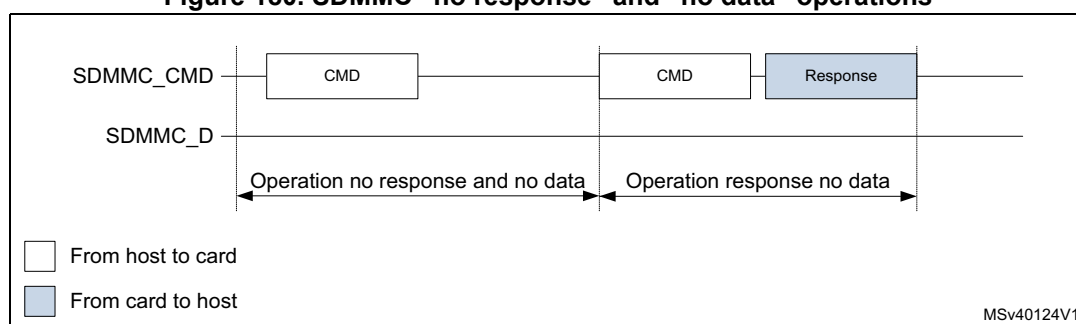 Figure 180. SDMMC "no response" and "no data" operations
SDMMC_CMD
CMD
CMD
Response
SDMMC_D
Operation no response and no data
Operation response no data
From host to card
From card to host
MSv40124V1